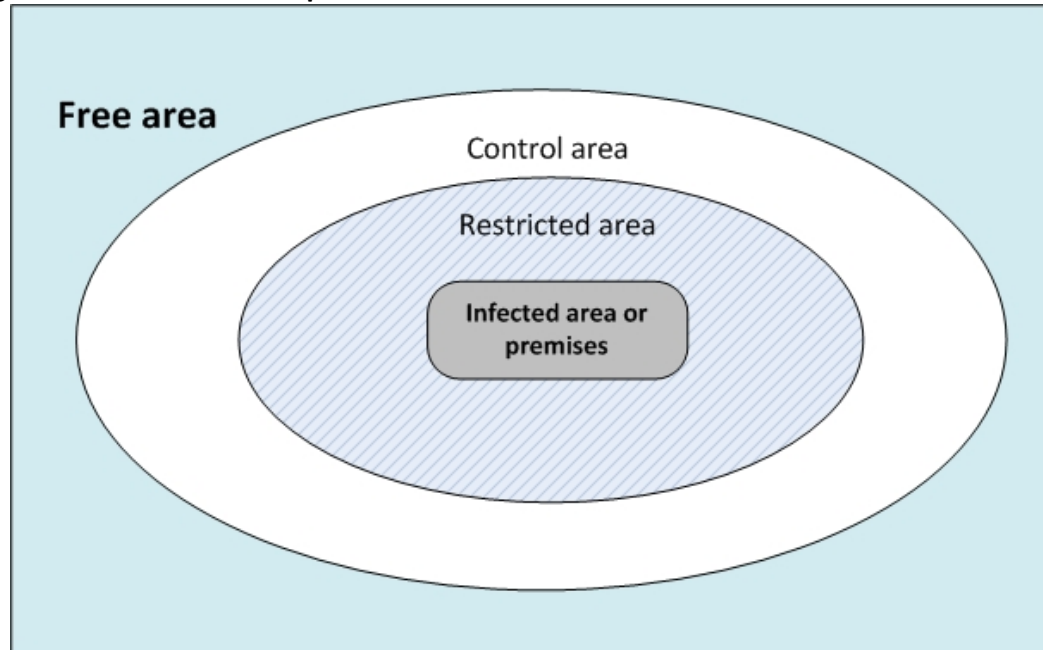 Free area
Control area
Restricted area
Infected area or
premises